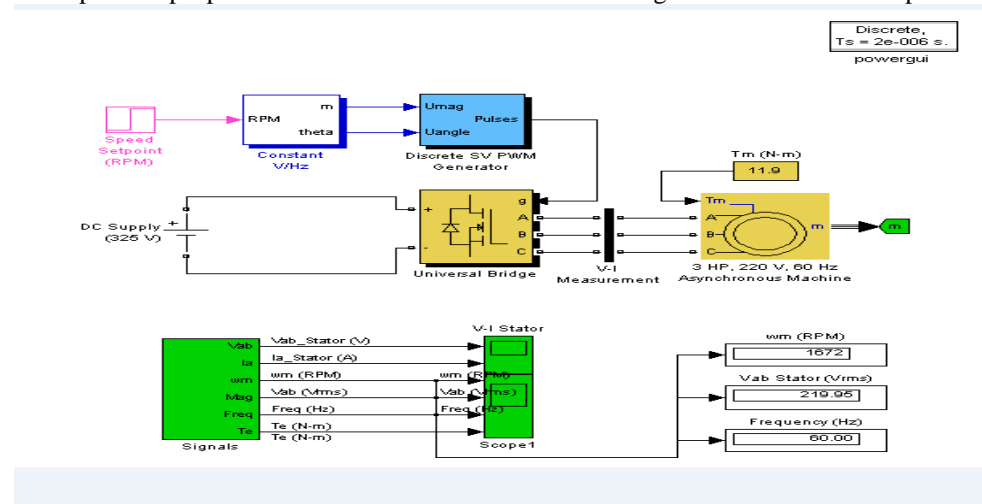 Discrete,
Ts = 2e-006 s.
powergui
m
RPM
theta
Constant
V/Hz
Speed
Setpoint
(RPM)
Umag
Pulses
Uangle
Discrete SV PWM
Generator
Tm (N-m)
11.9
DC Supply
(325 V)
+
+
-
g
A
B
C
Universal Bridge
V-I
Measurement
Tm
A
B
C
m
m
3 HP, 220 V, 60 Hz
Asynchronous Machine
V-I Stator
Vab
Vab_Stator (V)
Ia
Ia_Stator (A)
wm
wm (RPM)
wm (RPM)
Mag
Vab (Vrms)
Vab (Vrms)
Freq
Freq (Hz)
Freq (Hz)
Te
Te (N-m)
Te (N-m)
Signals
Scope1
wm (RPM)
1672
Vab Stator (Vrms)
219.95
Frequency (Hz)
60.00